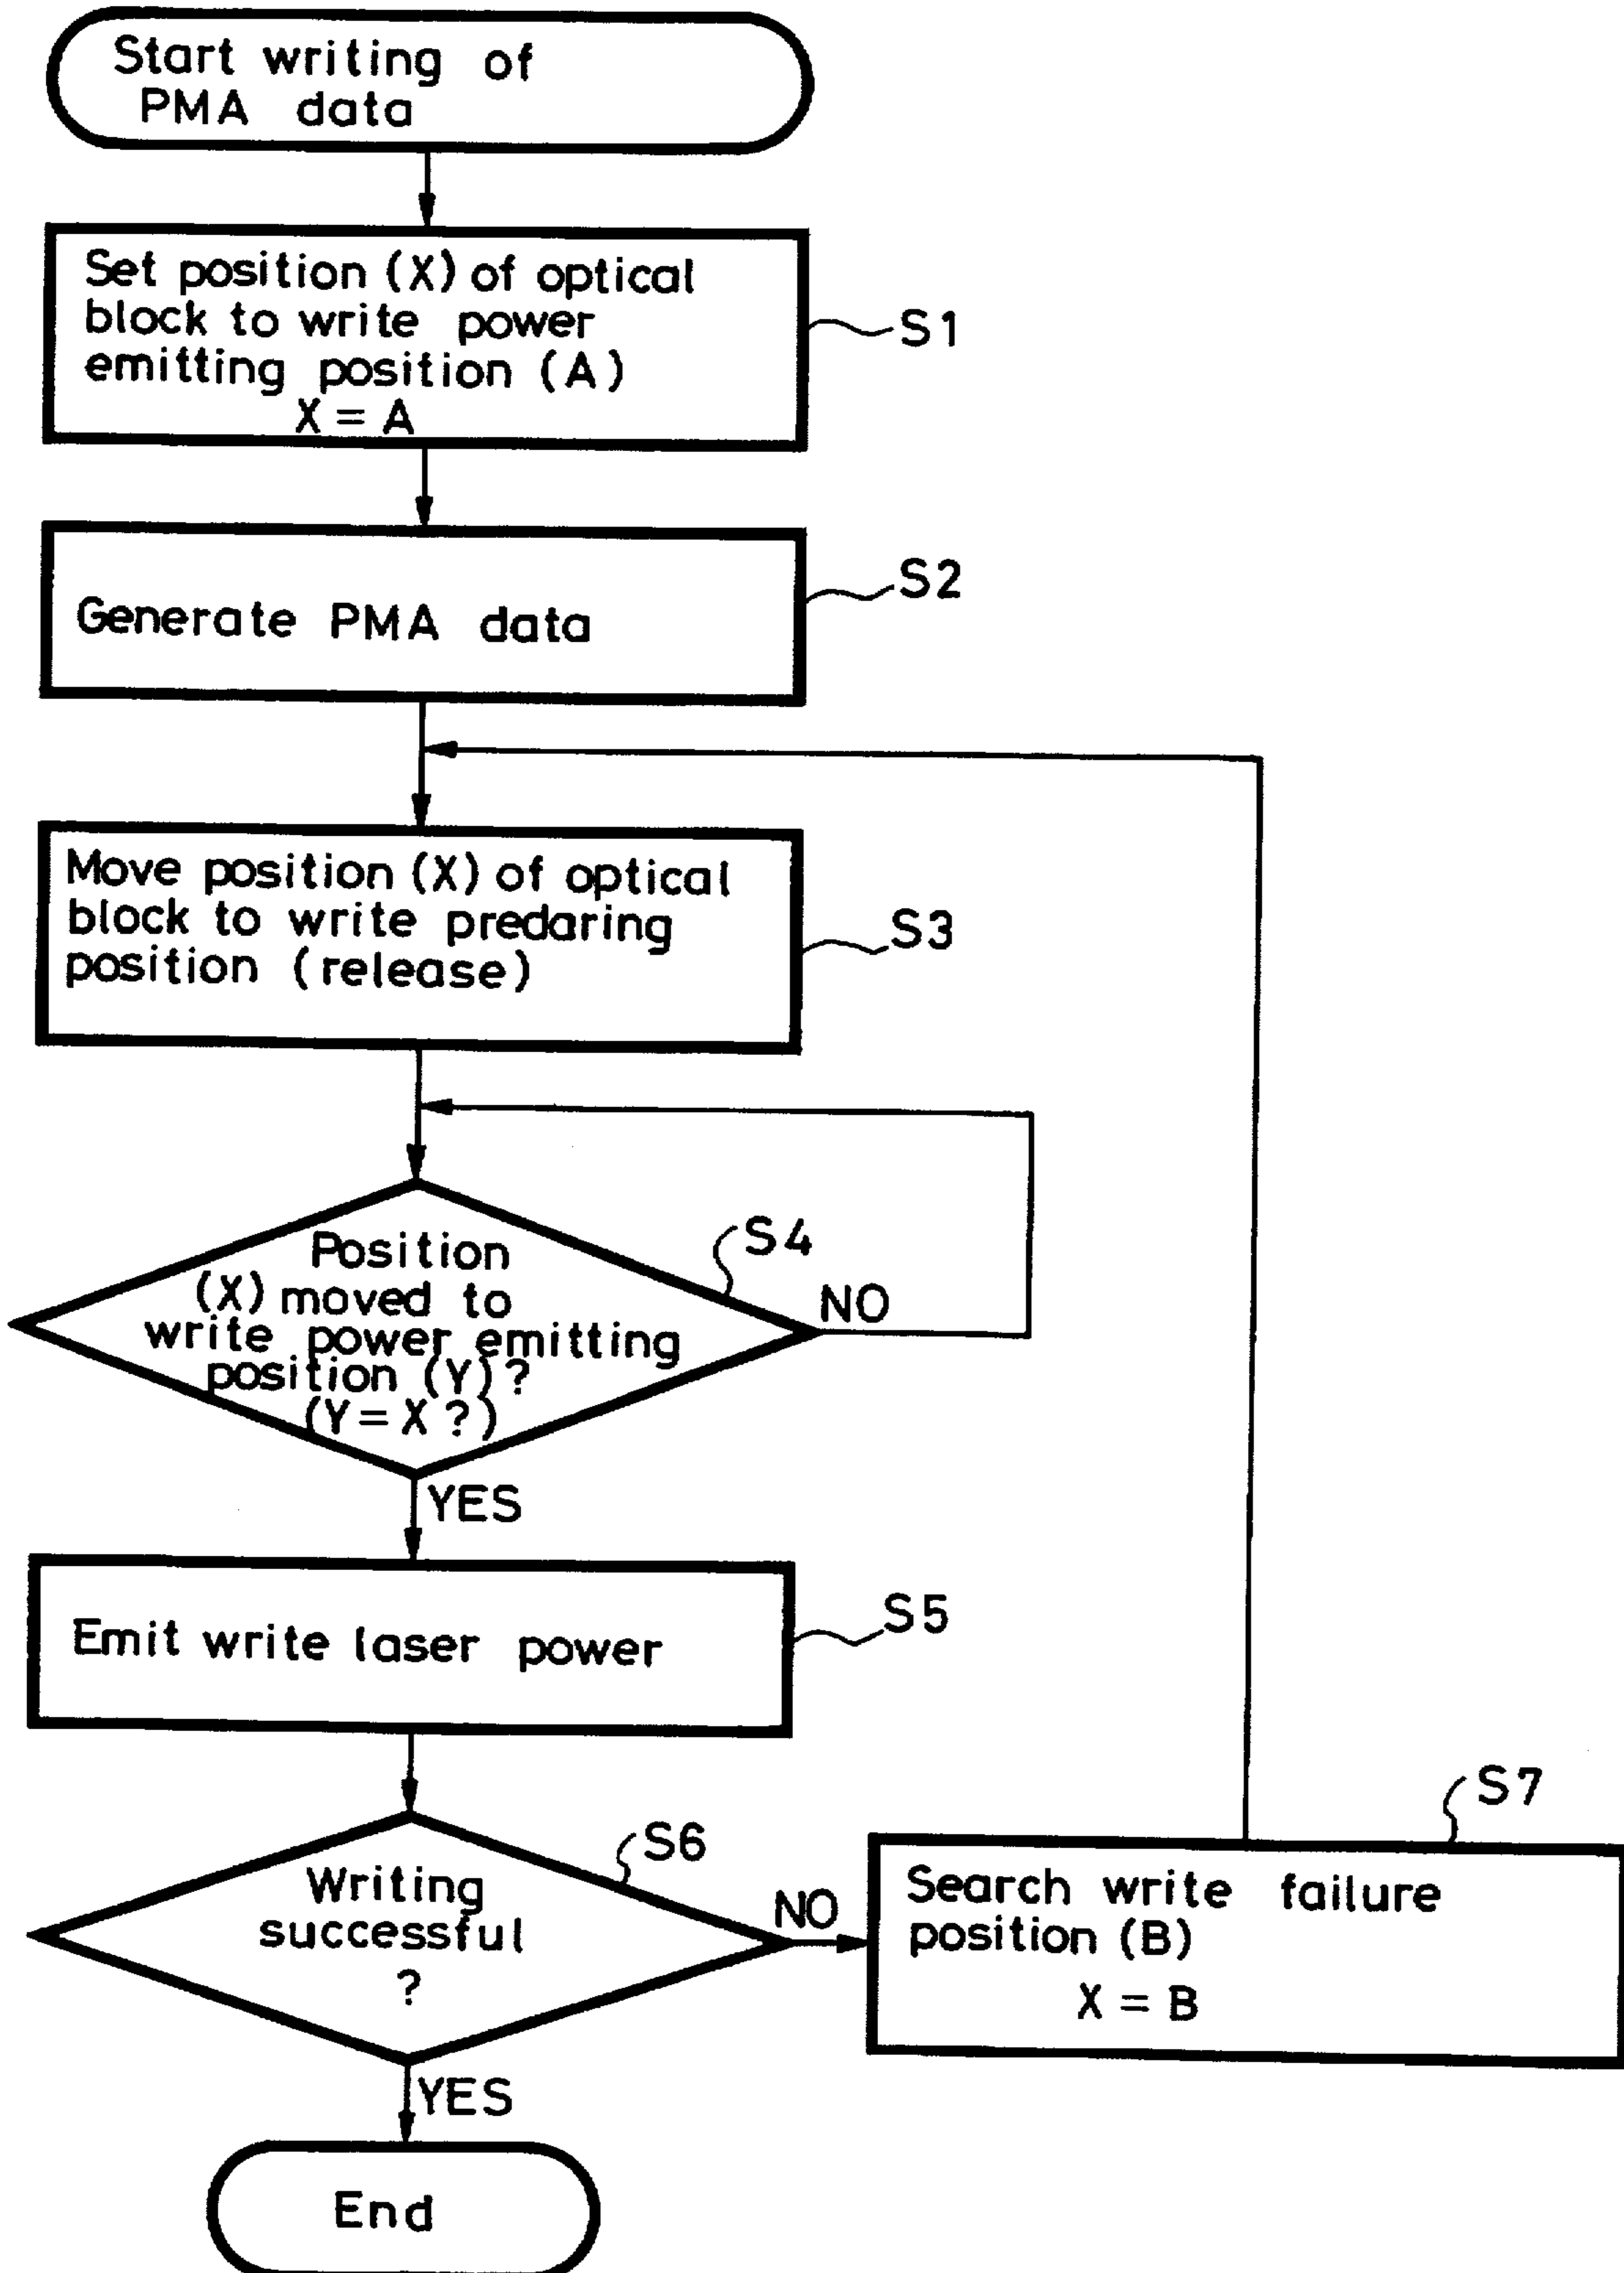 Start writing of
PMA data
Set position (X) of optical
block to write power
emitting position (A)
X = A
S1
Generate PMA data
S2
Move position (X) of optical
block to write predaring
position (release)
S3
Position
(X) moved to
write power emitting
position (Y)?
(Y = X ?)
S4
NO
YES
Emit write laser power
S5
Writing
successful
?
S6
NO
Search write failure
position (B)
X = B
S7
YES
End